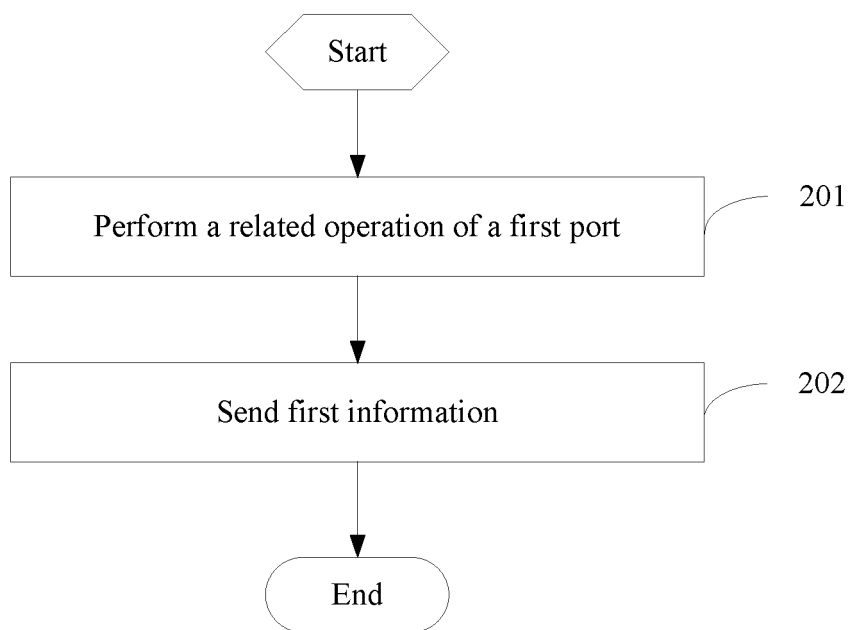 Start
Perform a related operation of a first port
201
Send first information
202
End